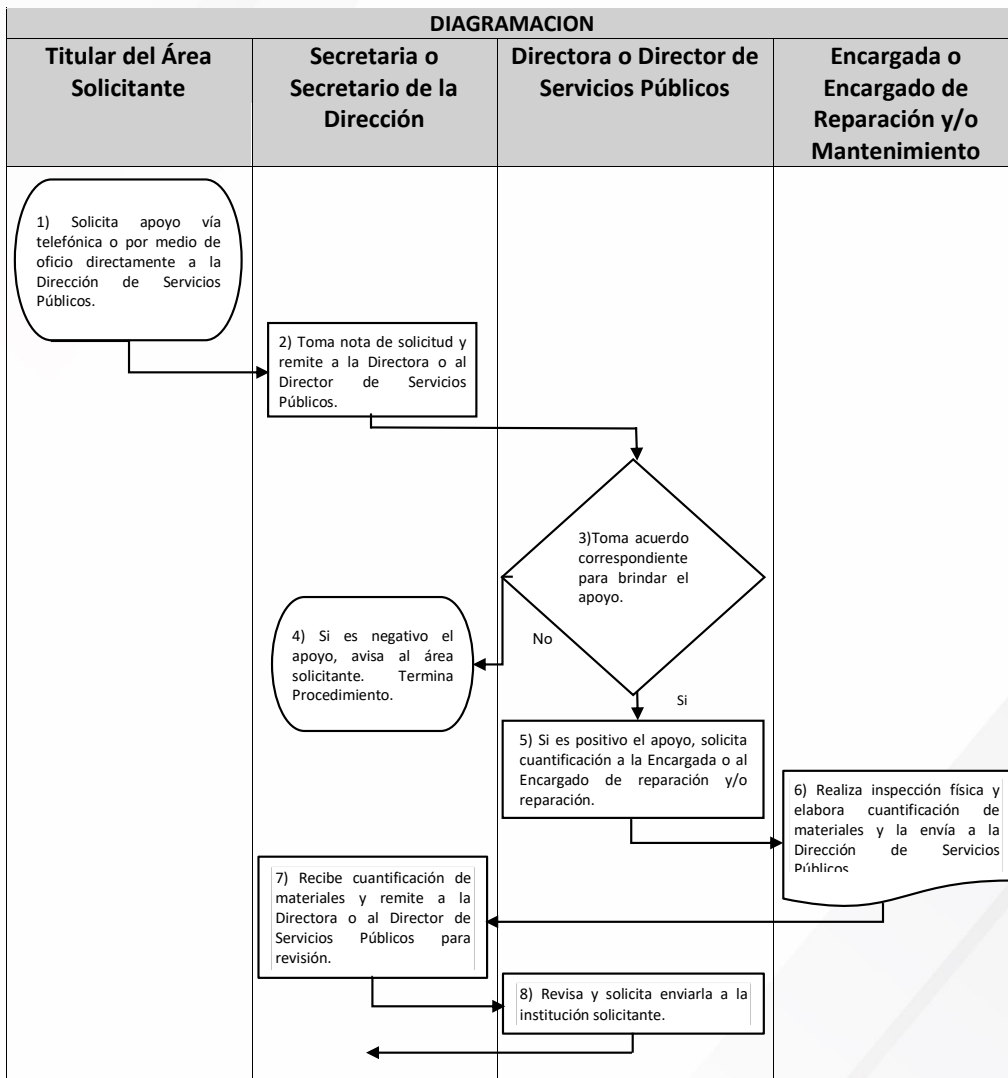 DIAGRAMACION
Titular del Área
Solicitante
Secretaria o
Secretario de la
Dirección
Directora o Director de
Servicios Públicos
Encargada o
Encargado de
Reparación y/o
Mantenimiento
1) Solicita apoyo vía
telefónica o por medio de
oficio directamente a la
Dirección de Servicios
Públicos.
2) Toma nota de solicitud y
remite a la Directora o al
Director de Servicios
Públicos.
3)Toma acuerdo
correspondiente
para brindar el
apoyo.
No
4) Si es negativo el
apoyo, avisa al área
solicitante. Termina
Procedimiento.
Si
5) Si es positivo el apoyo, solicita
cuantificación a la Encargada o al
Encargado de reparación y/o
reparación.
6) Realiza inspección física y
elabora cuantificación de
materiales y la envía a la
Dirección de Servicios
Públicos
7) Recibe cuantificación de
materiales y remite a la
Directora o al Director de
Servicios Públicos para
revisión.
8) Revisa y solicita enviarla a la
institución solicitante.